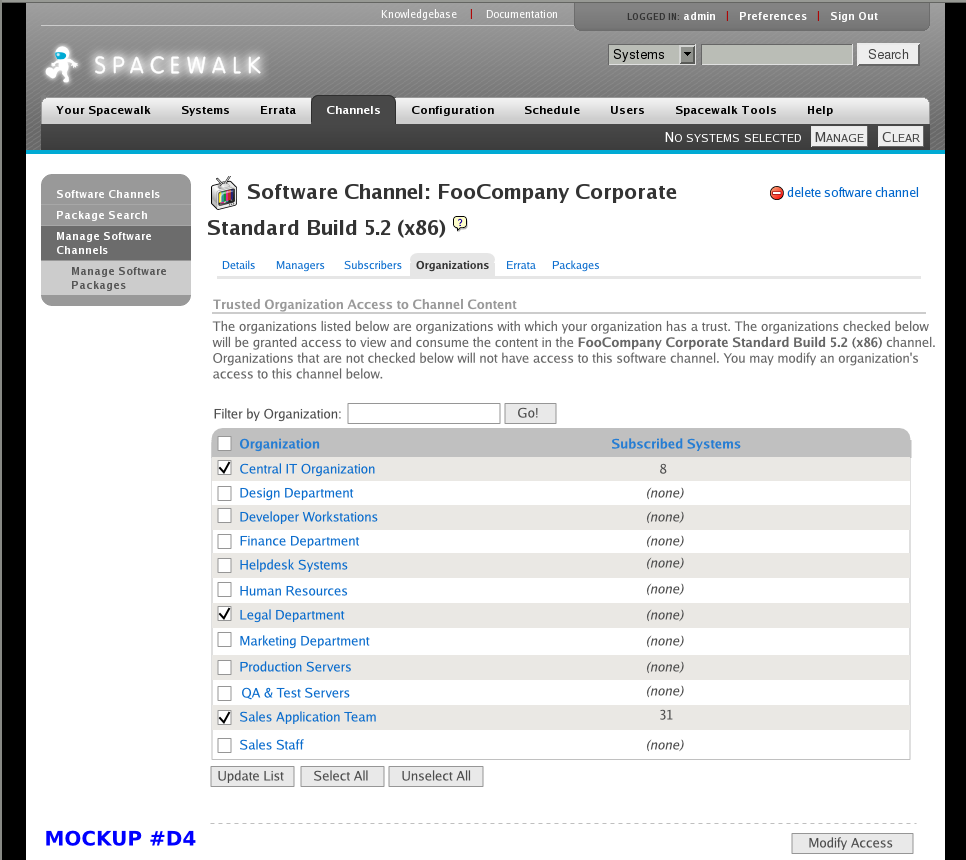 Knowledgebase | Documentation
LOGGED IN: admin | Preferences | Sign Out
SPACEWALK
Systems
Search
Your Spacewalk Systems Errata Channels Configuration Schedule Users Spacewalk Tools Help
NO SYSTEMS SELECTED MANAGE CLEAR
Software Channels
Package Search
Manage Software
Channels
Manage Software
Packages
Software Channel: FooCompany Corporate
Standard Build 5.2 (x86) ?
delete software channel
Details Managers Subscribers Organizations Errata Packages
Trusted Organization Access to Channel Content
The organizations listed below are organizations with which your organization has a trust. The organizations checked below
will be granted access to view and consume the content in the FooCompany Corporate Standard Build 5.2 (x86) channel.
Organizations that are not checked below will not have access to this software channel. You may modify an organization's
access to this channel below.
Filter by Organization: Go!
Organization Subscribed Systems
Central IT Organization 8
Design Department (none)
Developer Workstations (none)
Finance Department (none)
Helpdesk Systems (none)
Human Resources (none)
Legal Department (none)
Marketing Department (none)
Production Servers (none)
QA & Test Servers (none)
Sales Application Team 31
Sales Staff (none)
Update List Select All Unselect All
MOCKUP #D4
Modify Access